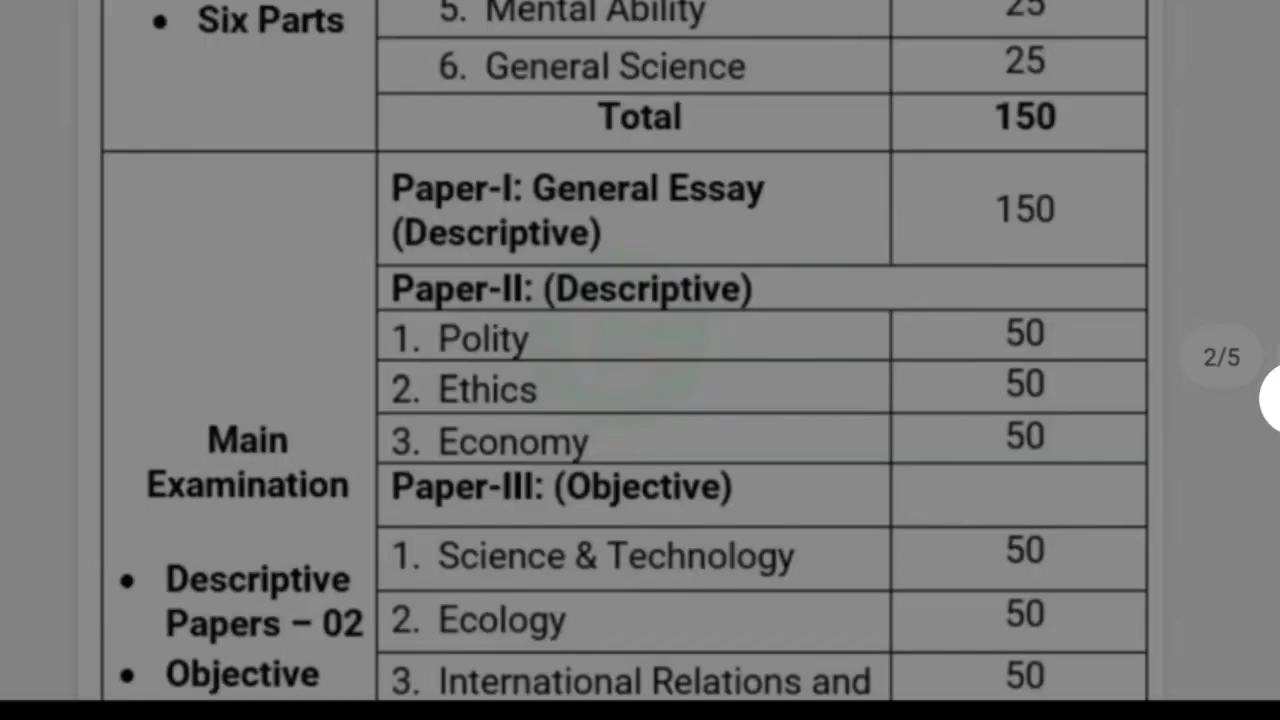 5. Mental Ability 25
• Six Parts
6. General Science 25
Total 150
Paper-I: General Essay
(Descriptive) 150
Paper-II: (Descriptive)
1. Polity 50
2. Ethics 50
3. Economy 50
Main
Examination
Paper-III: (Objective)
1. Science & Technology 50
• Descriptive
Papers – 02
2. Ecology 50
• Objective
3. International Relations and 50
2/5